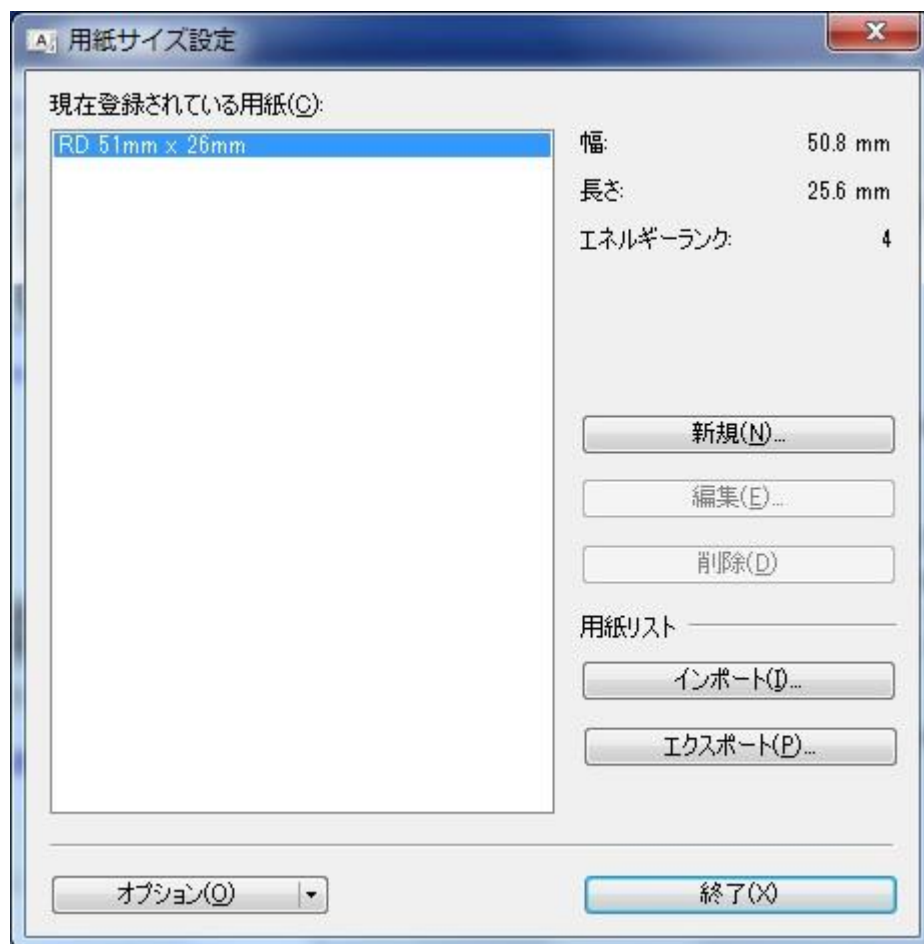 用紙サイズ設定
現在登録されている用紙(C):
RD 51mm x 26mm
幅: 50.8 mm
長さ: 25.6 mm
エネルギーランク: 4
新規(N)...
編集(E)...
削除(D)
用紙リスト
インポート(I)...
エクスポート(P)...
オプション(O)
終了(X)